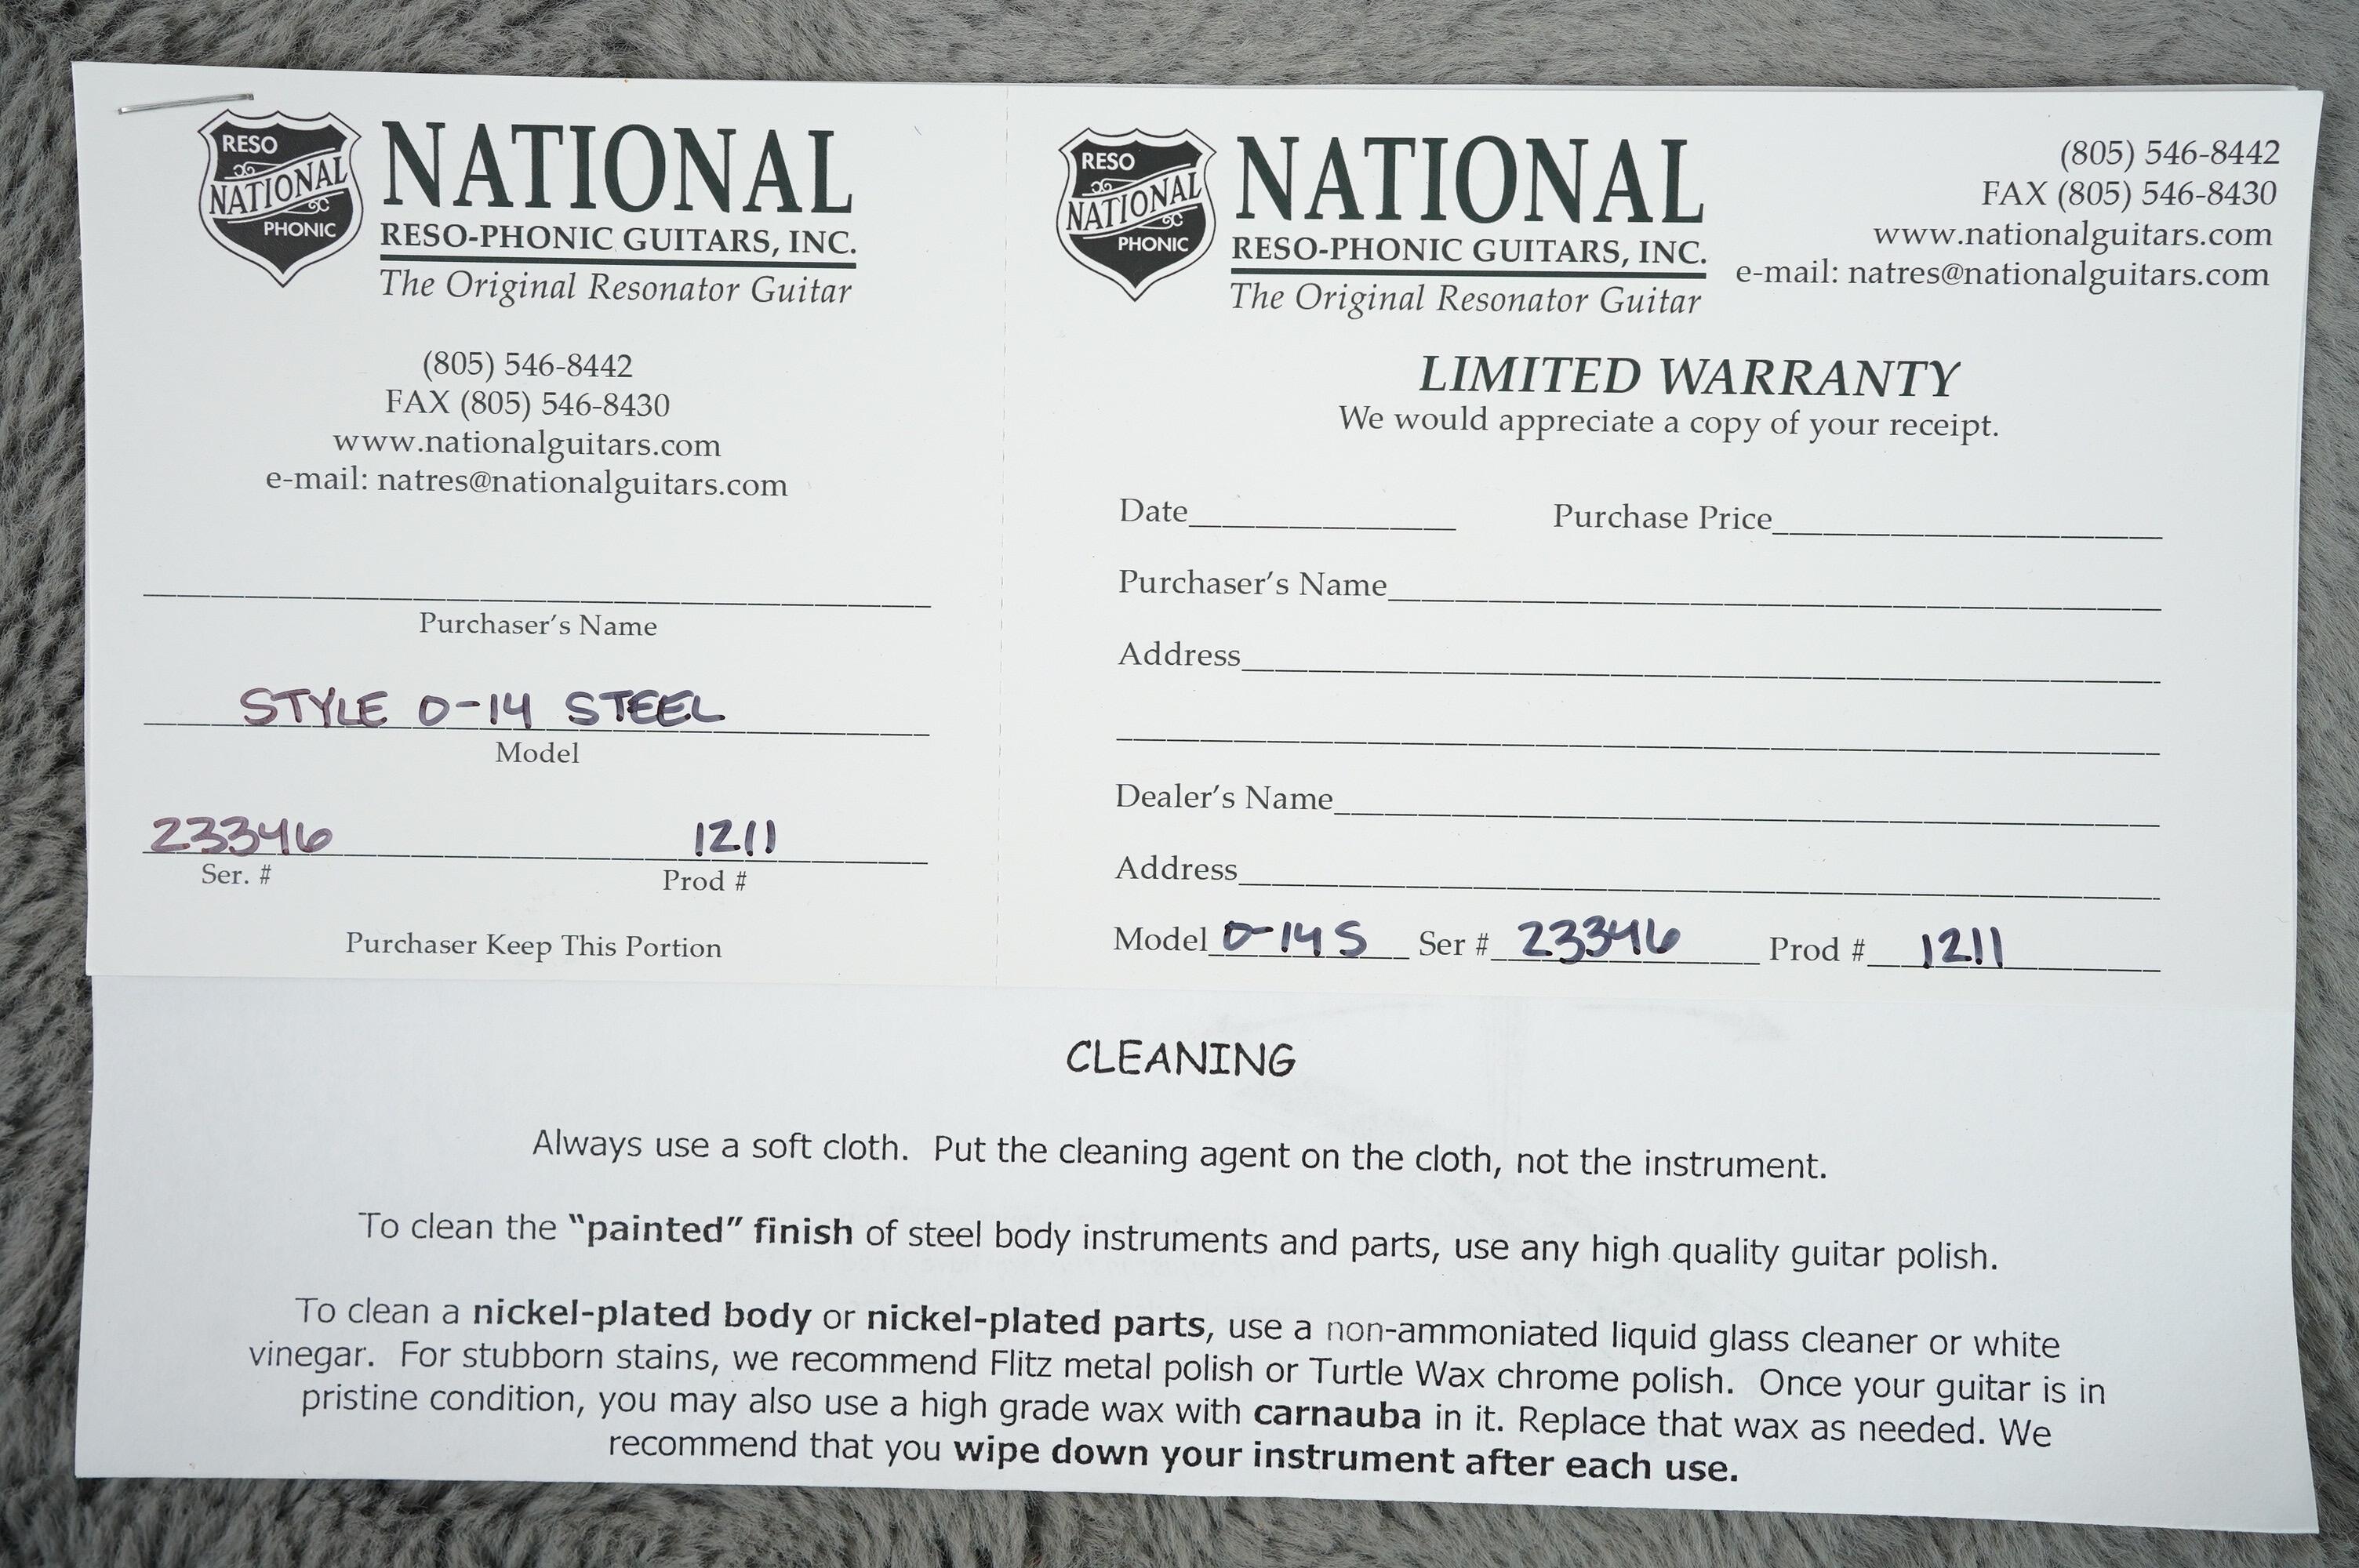 RESO
NATIONAL
PHONIC
NATIONAL
RESO-PHONIC GUITARS, INC.
The Original Resonator Guitar
(805) 546-8442
FAX (805) 546-8430
www.nationalguitars.com
e-mail: natres@nationalguitars.com
Purchaser's Name
STYLE O-14 STEEL
Model
23346 1211
Ser. # Prod #
Purchaser Keep This Portion
RESO
NATIONAL
PHONIC
NATIONAL
RESO-PHONIC GUITARS, INC.
The Original Resonator Guitar
(805) 546-8442
FAX (805) 546-8430
www.nationalguitars.com
e-mail: natres@nationalguitars.com
LIMITED WARRANTY
We would appreciate a copy of your receipt.
Date Purchase Price
Purchaser's Name
Address
Dealer's Name
Address
Model O-14 S Ser # 23346 Prod # 1211
CLEANING
Always use a soft cloth. Put the cleaning agent on the cloth, not the instrument.
To clean the "painted" finish of steel body instruments and parts, use any high quality guitar polish.
To clean a nickel-plated body or nickel-plated parts, use a non-ammoniated liquid glass cleaner or white
vinegar. For stubborn stains, we recommend Flitz metal polish or Turtle Wax chrome polish. Once your guitar is in
pristine condition, you may also use a high grade wax with carnauba in it. Replace that wax as needed. We
recommend that you wipe down your instrument after each use.